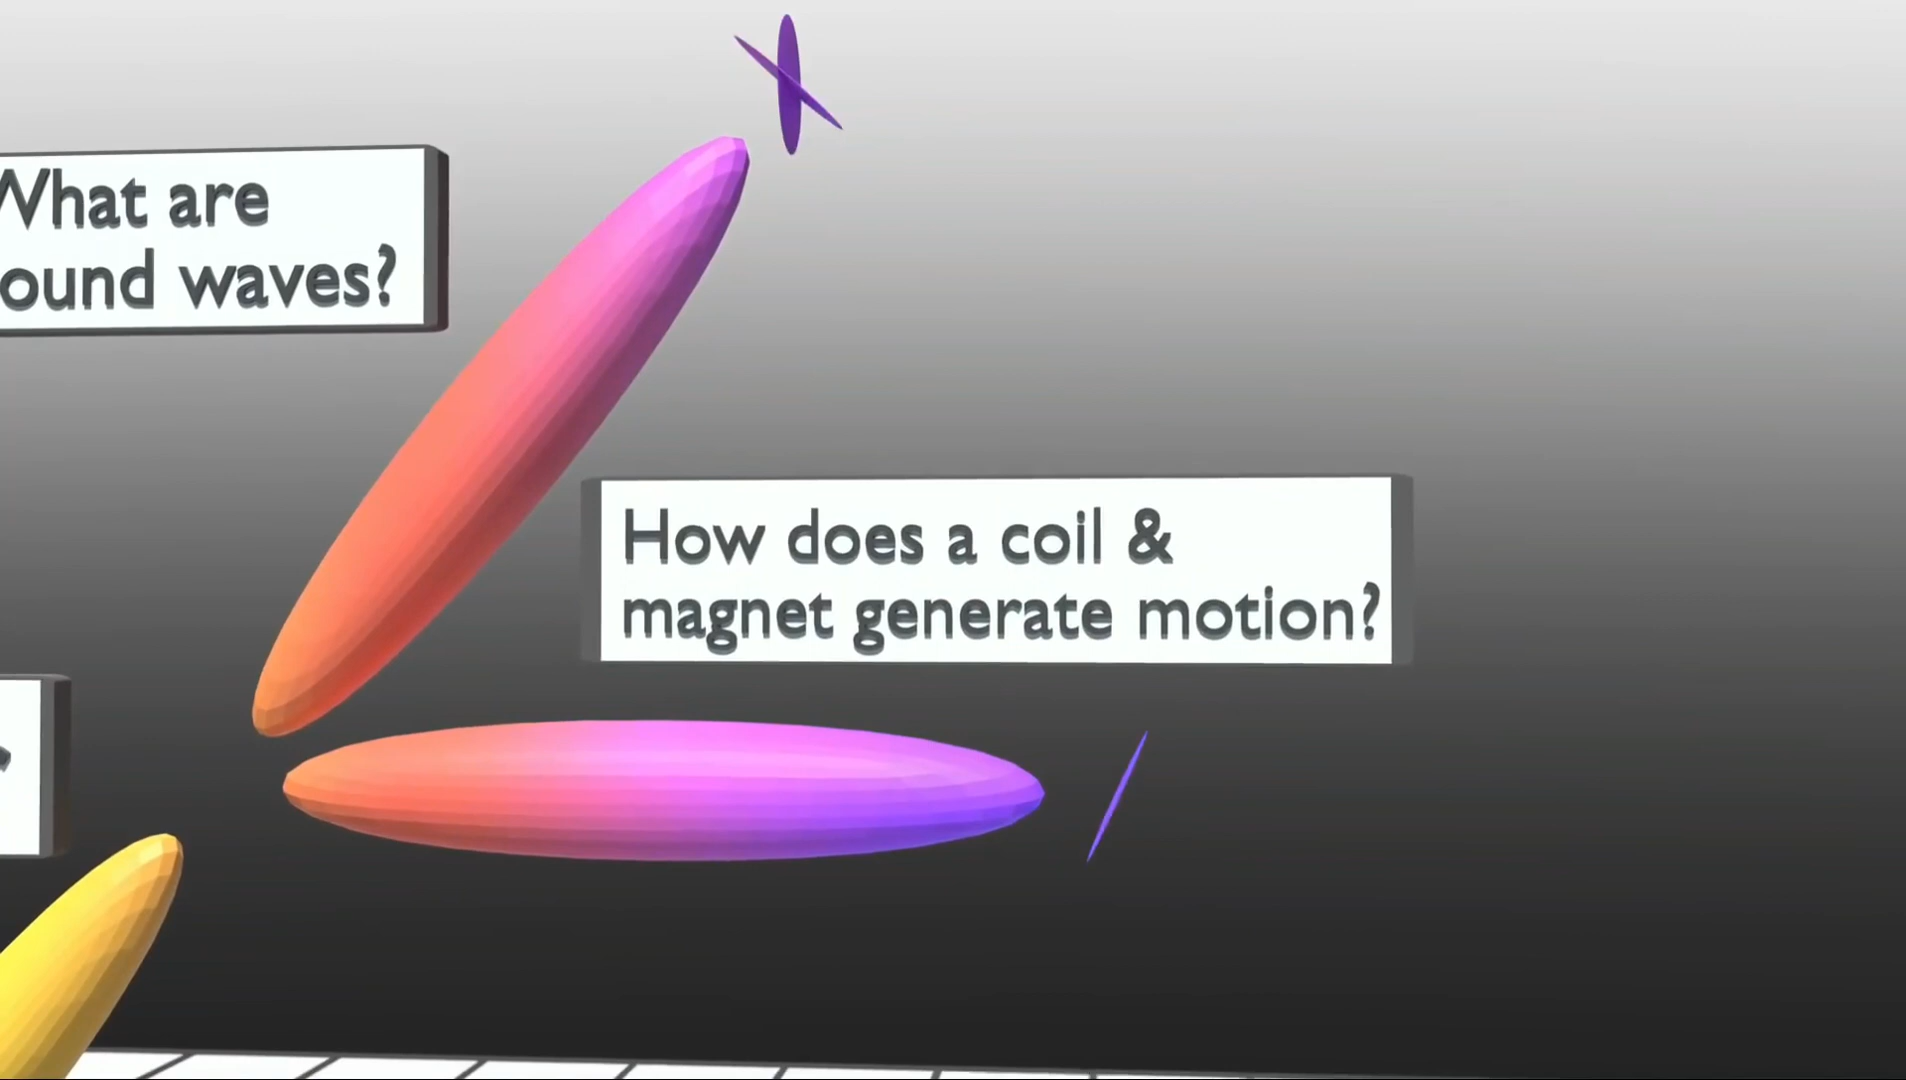 What are
ound waves?
How does a coil &
magnet generate motion?